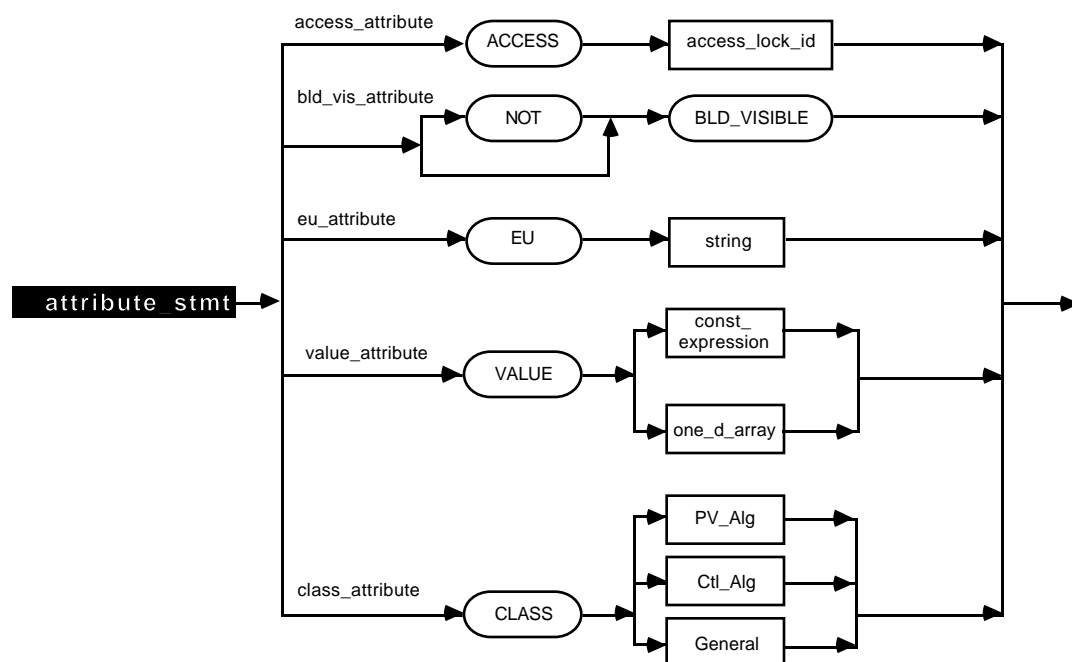 access_attribute
ACCESS
access_lock_id
bld_vis_attribute
NOT
BLD_VISIBLE
eu_attribute
EU
string
attribute_stmt
value_attribute
VALUE
const_
expression
one_d_array
class_attribute
CLASS
PV_Alg
Ctl_Alg
General